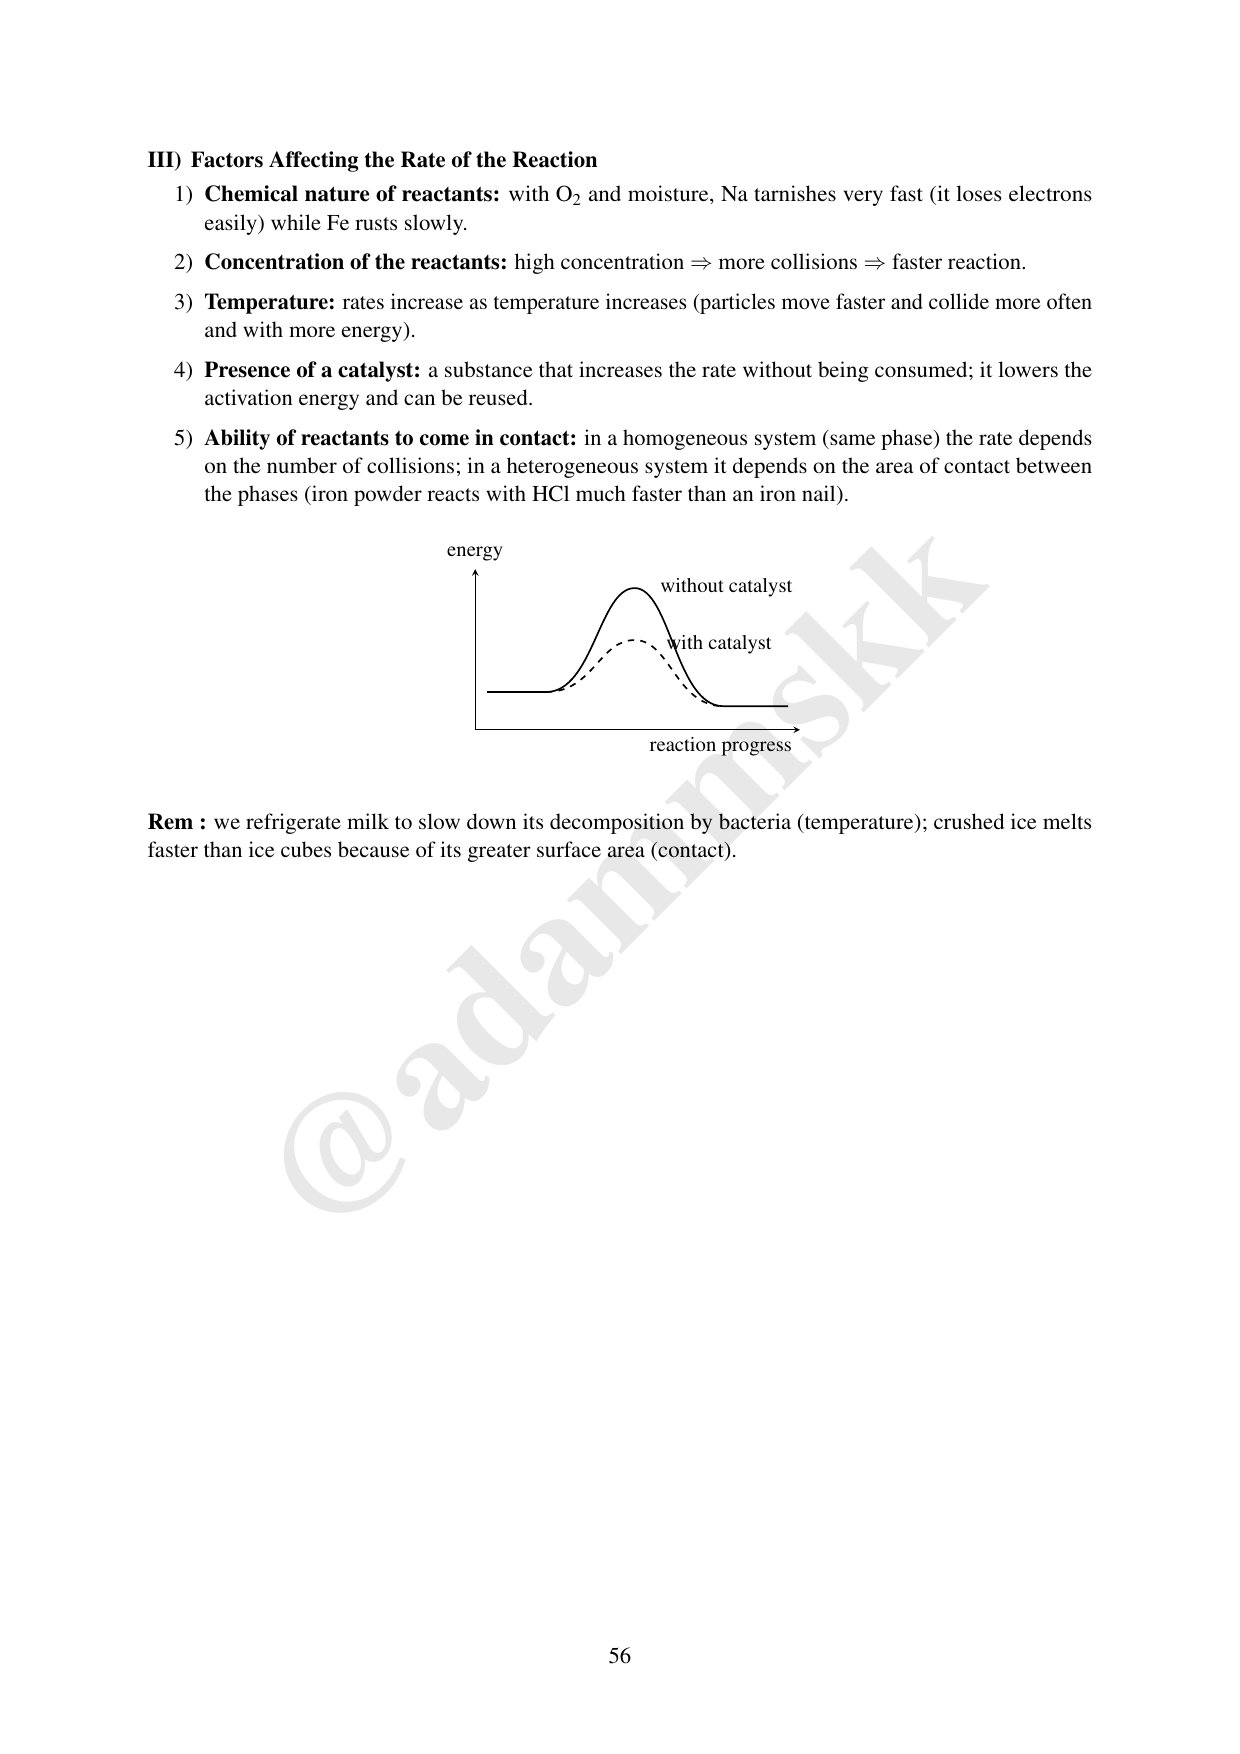 III) Factors Affecting the Rate of the Reaction
1) Chemical nature of reactants: with O₂ and moisture, Na tarnishes very fast (it loses electrons
easily) while Fe rusts slowly.
2) Concentration of the reactants: high concentration ⇒ more collisions ⇒ faster reaction.
3) Temperature: rates increase as temperature increases (particles move faster and collide more often
and with more energy).
4) Presence of a catalyst: a substance that increases the rate without being consumed; it lowers the
activation energy and can be reused.
5) Ability of reactants to come in contact: in a homogeneous system (same phase) the rate depends
on the number of collisions; in a heterogeneous system it depends on the area of contact between
the phases (iron powder reacts with HCl much faster than an iron nail).
energy
without catalyst
with catalyst
reaction progress
Rem : we refrigerate milk to slow down its decomposition by bacteria (temperature); crushed ice melts
faster than ice cubes because of its greater surface area (contact).
@adammskk
56